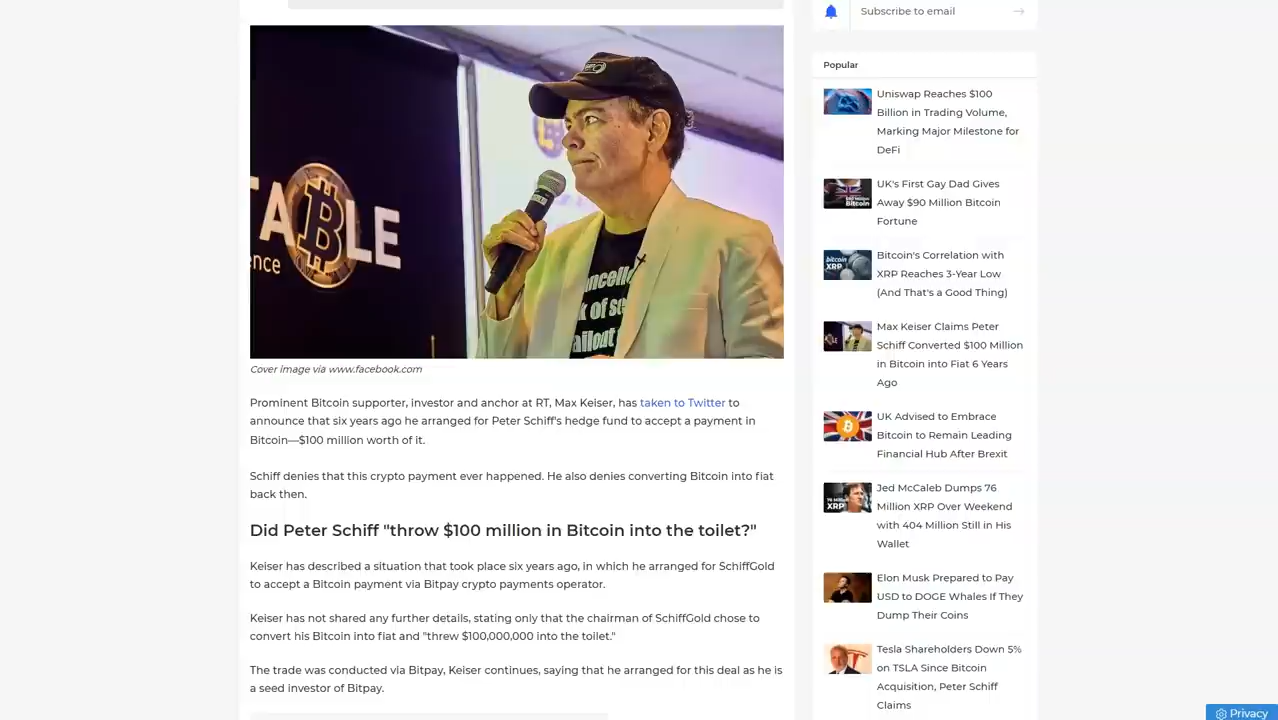 Subscribe to email
TABLE
ence
Cover image via www.facebook.com
Prominent Bitcoin supporter, investor and anchor at RT, Max Keiser, has taken to Twitter to
announce that six years ago he arranged for Peter Schiff's hedge fund to accept a payment in
Bitcoin—$100 million worth of it.
Schiff denies that this crypto payment ever happened. He also denies converting Bitcoin into fiat
back then.
Did Peter Schiff "throw $100 million in Bitcoin into the toilet?"
Keiser has described a situation that took place six years ago, in which he arranged for SchiffGold
to accept a Bitcoin payment via Bitpay crypto payments operator.
Keiser has not shared any further details, stating only that the chairman of SchiffGold chose to
convert his Bitcoin into fiat and "threw $100,000,000 into the toilet."
The trade was conducted via Bitpay, Keiser continues, saying that he arranged for this deal as he is
a seed investor of Bitpay.
Popular
Uniswap Reaches $100
Billion in Trading Volume,
Marking Major Milestone for
DeFi
UK's First Gay Dad Gives
Away $90 Million Bitcoin
Fortune
Bitcoin's Correlation with
XRP Reaches 3-Year Low
(And That's a Good Thing)
bitcoin
XRP
Max Keiser Claims Peter
Schiff Converted $100 Million
in Bitcoin into Fiat 6 Years
Ago
UK Advised to Embrace
Bitcoin to Remain Leading
Financial Hub After Brexit
Jed McCaleb Dumps 76
Million XRP Over Weekend
with 404 Million Still in His
Wallet
XRP
Elon Musk Prepared to Pay
USD to DOGE Whales If They
Dump Their Coins
Tesla Shareholders Down 5%
on TSLA Since Bitcoin
Acquisition, Peter Schiff
Claims
Privacy